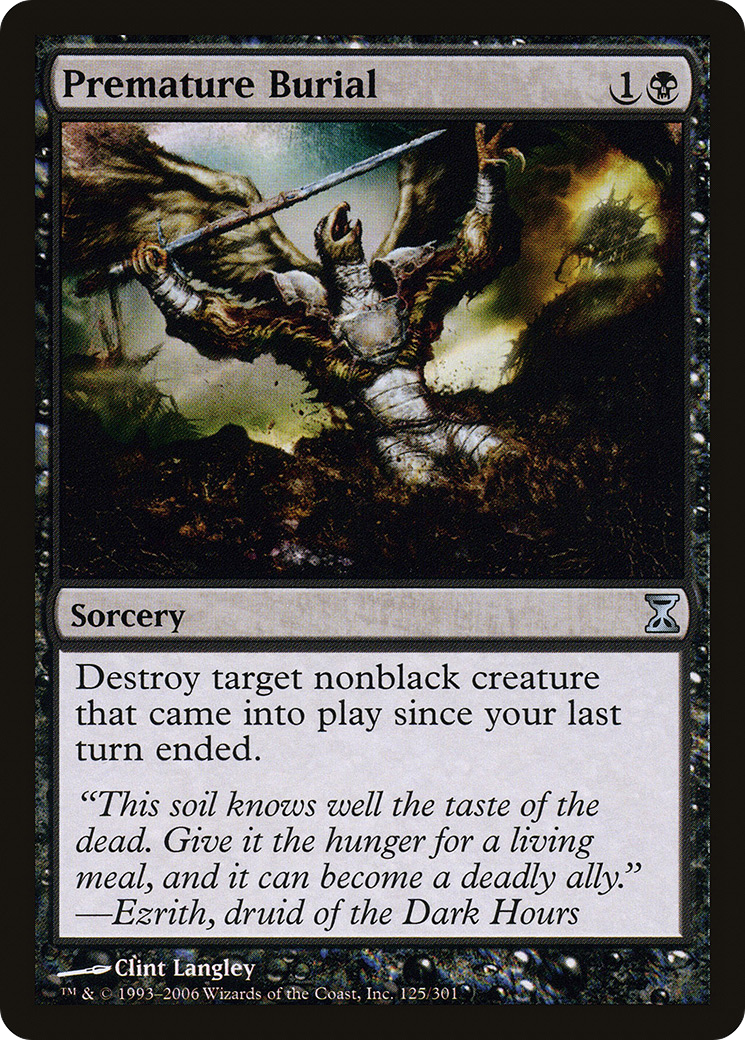 Premature Burial 1
Sorcery
Destroy target nonblack creature
that came into play since your last
turn ended.
“This soil knows well the taste of the
dead. Give it the hunger for a living
meal, and it can become a deadly ally.”
—Ezrith, druid of the Dark Hours
Clint Langley
™ & © 1993–2006 Wizards of the Coast, Inc. 125/301